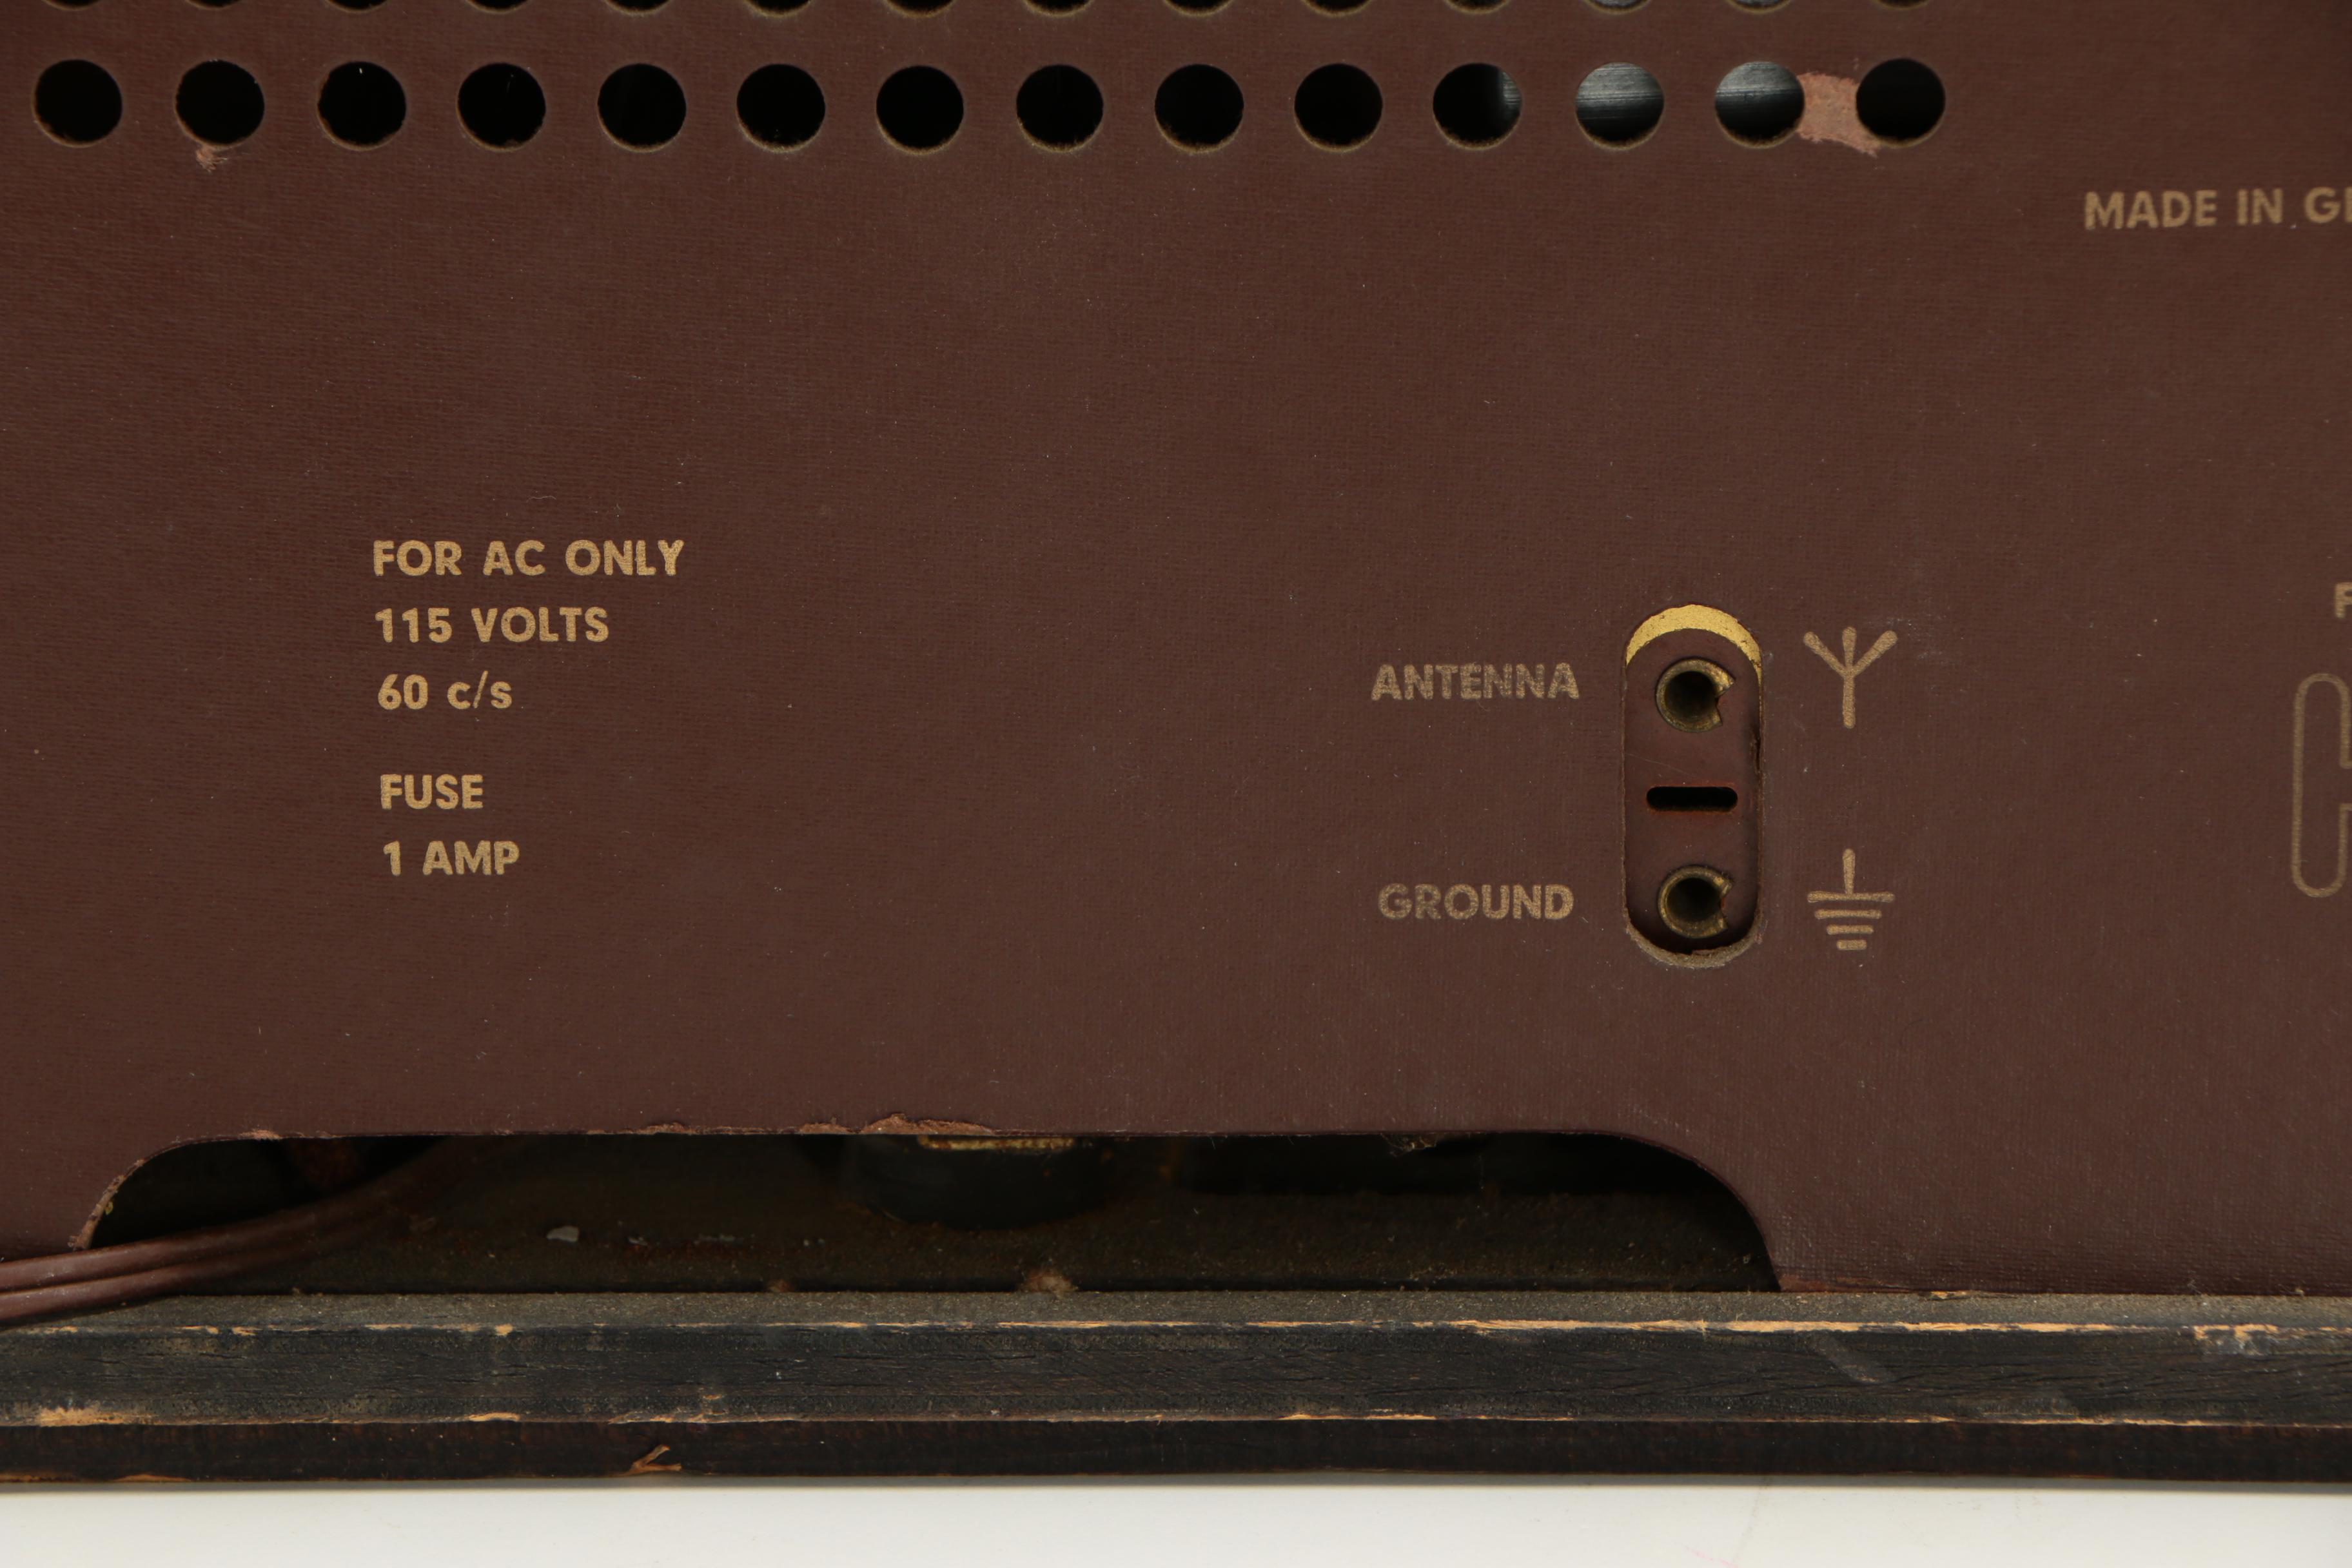 MADE IN
FOR AC ONLY
115 VOLTS
60 c/s
FUSE
1 AMP
ANTENNA
GROUND